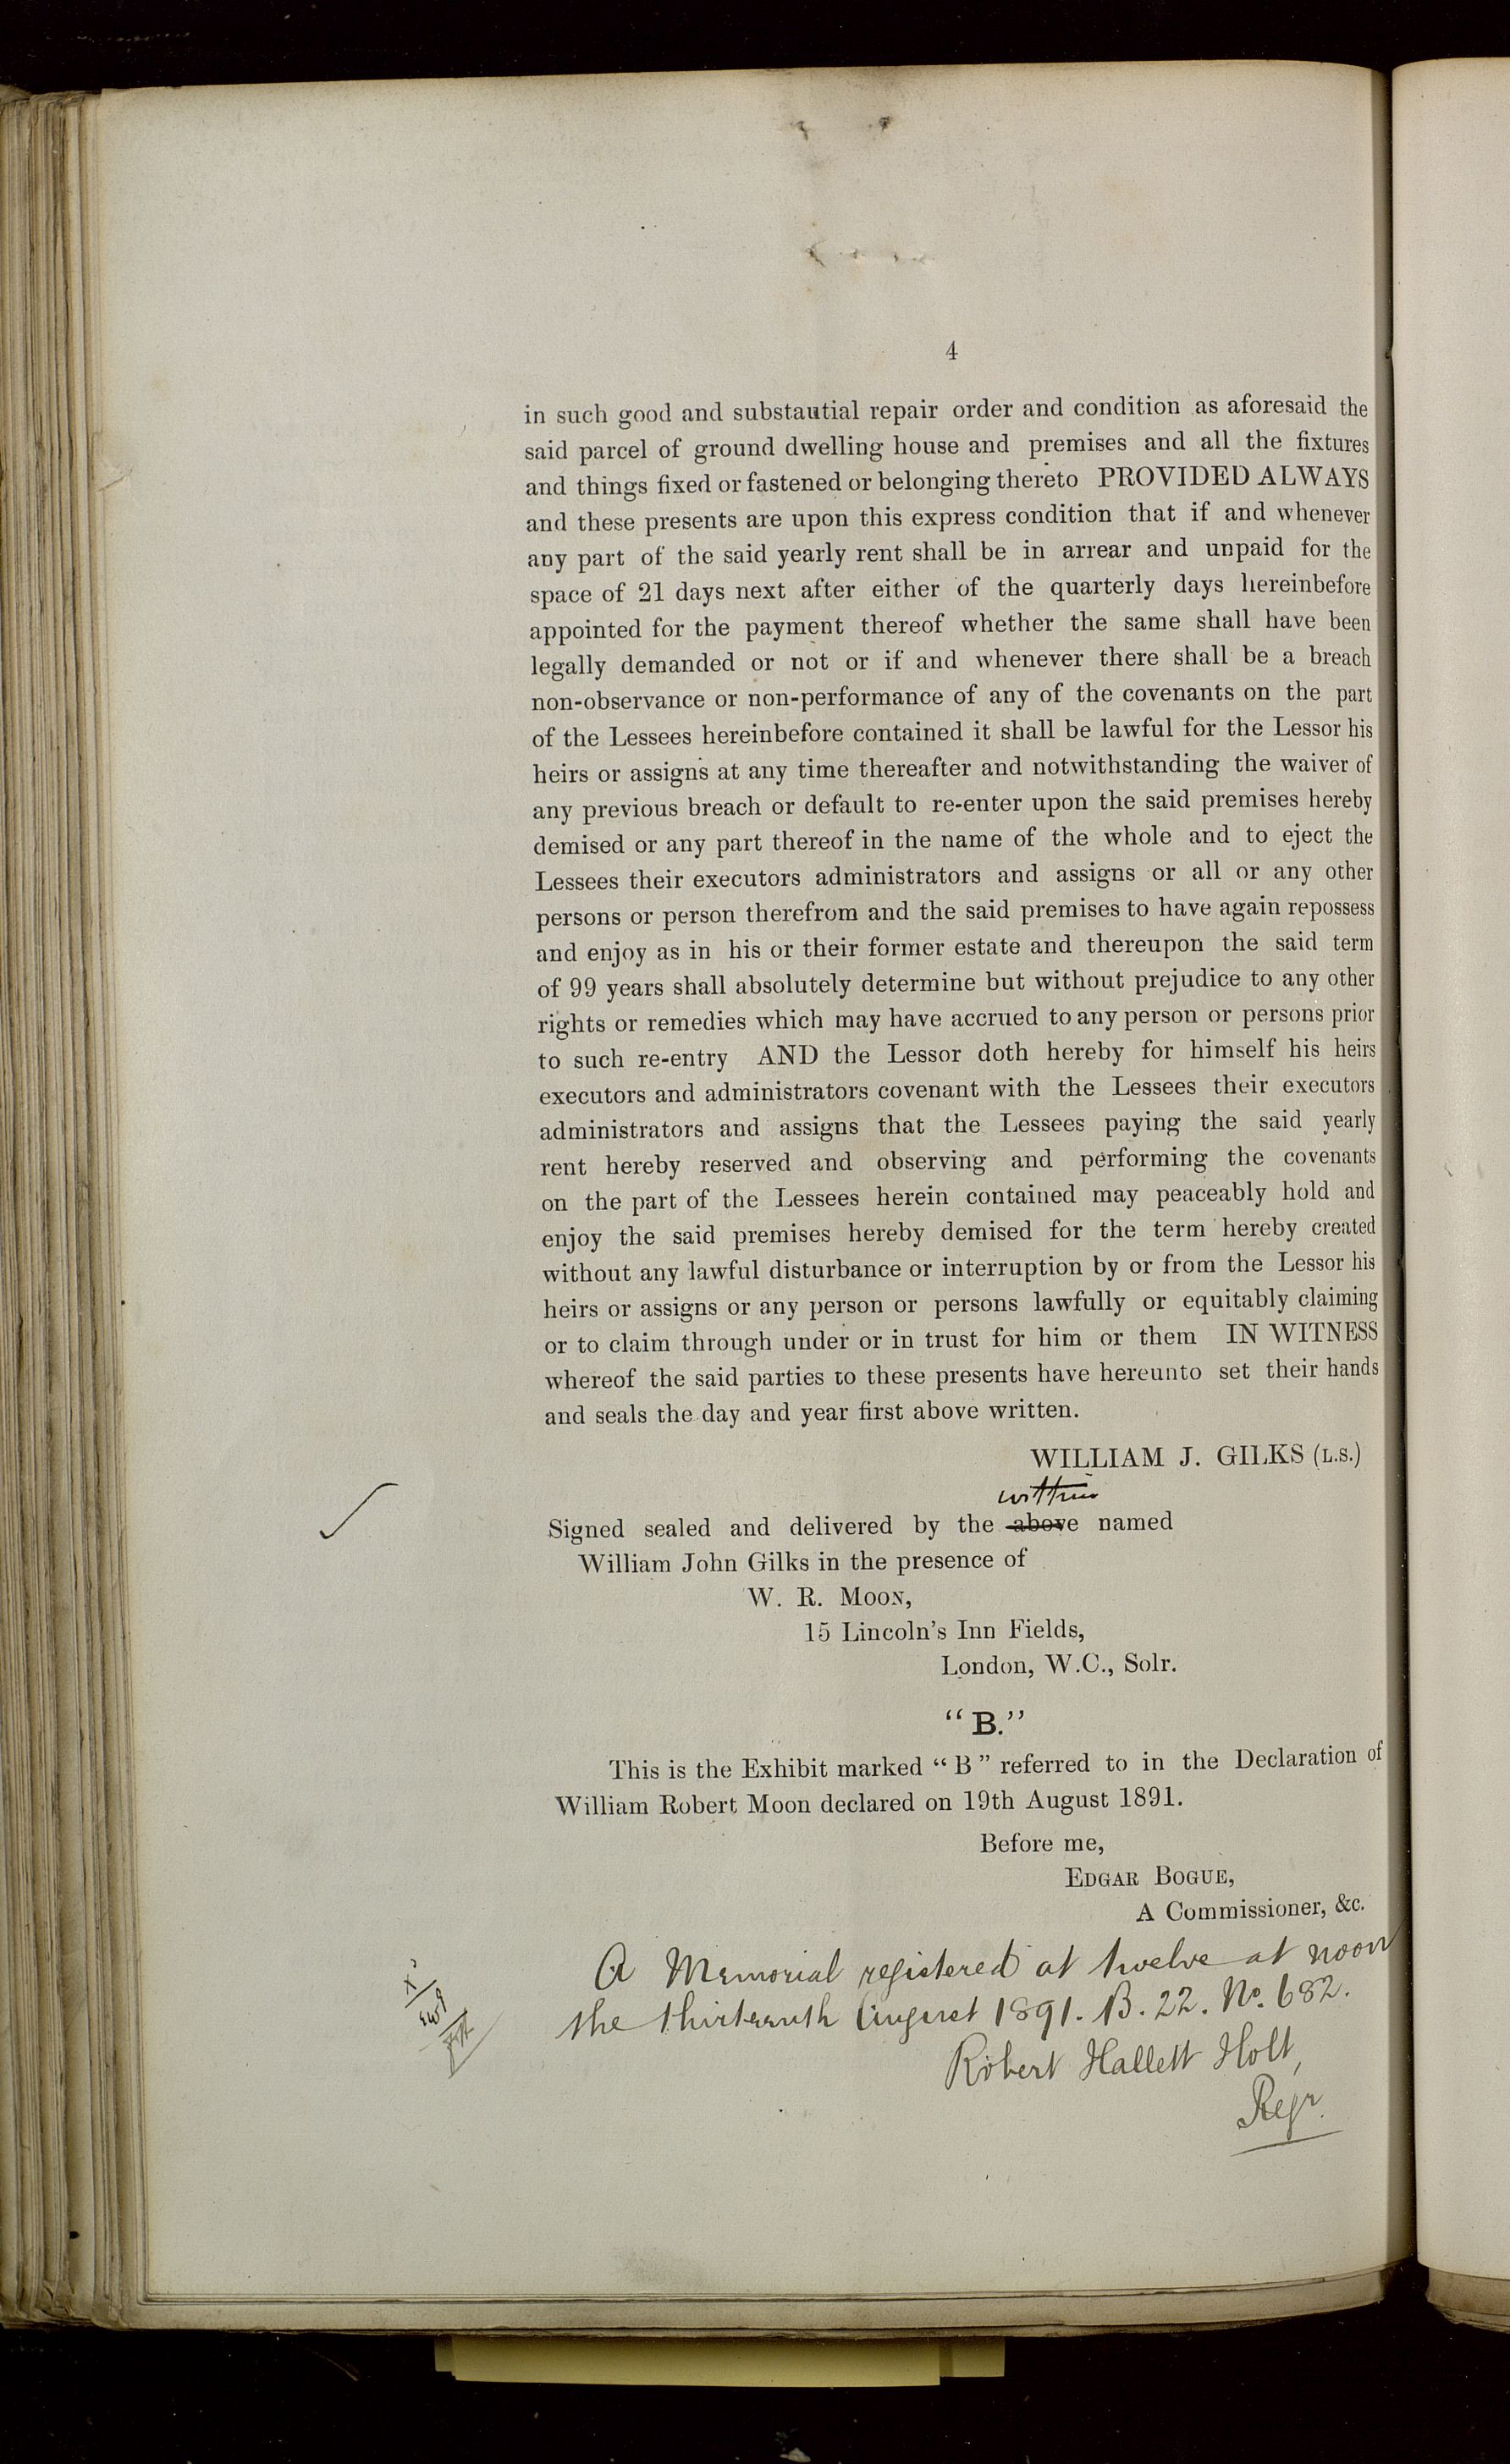 4
in such good and substautial repair order and condition as aforesaid the
said parcel of ground dwelling house and premises and all the fixtures
and things fixed or fastened or belonging thereto PROVIDED ALWAYS
and these presents are upon this express condition that if and whenever
any part of the said yearly rent shall be in arrear and unpaid for the
space of 21 days next after either of the quarterly days hereinbefore
appointed for the payment thereof whether the same shall have been
legally demanded or not or if and whenever there shall be a breach
non-observance or non-performance of any of the covenants on the part
of the Lessees hereinbefore contained it shall be lawful for the Lessor his
heirs or assigns at any time thereafter and notwithstanding the waiver of
any previous breach or default to re-enter upon the said premises hereby
demised or any part thereof in the name of the whole and to eject the
Lessees their executors administrators and assigns or all or any other
persons or person therefrom and the said premises to have again repossess
and enjoy as in his or their former estate and thereupon the said term
of 99 years shall absolutely determine but without prejudice to any other
rights or remedies which may have accrued to any person or persons prior
to such re-entry AND the Lessor doth hereby for himself his heirs
executors and administrators covenant with the Lessees their executors
administrators and assigns that the Lessees paying the said yearly
rent hereby reserved and observing and performing the covenants
on the part of the Lessees herein contained may peaceably hold and
enjoy the said premises hereby demised for the term hereby created
without any lawful disturbance or interruption by or from the Lessor his
heirs or assigns or any person or persons lawfully or equitably claiming
or to claim through under or in trust for him or them IN WITNESS
whereof the said parties to these presents have hereunto set their hands
and seals the day and year first above written.
WILLIAM J. GILKS (L.S.)
within
Signed sealed and delivered by the above named
William John Gilks in the presence of
W. R. MOON,
15 Lincoln's Inn Fields,
London, W.C., Solr.
"B."
This is the Exhibit marked "B" referred to in the Declaration of
William Robert Moon declared on 19th August 1891.
Before me,
EDGAR BOGUE,
A Commissioner, &c.
A Memorial registered at twelve at noon
the thirteenth August 1891. B. 22. No. 682.
Robert Hallett Holt,
Regr.